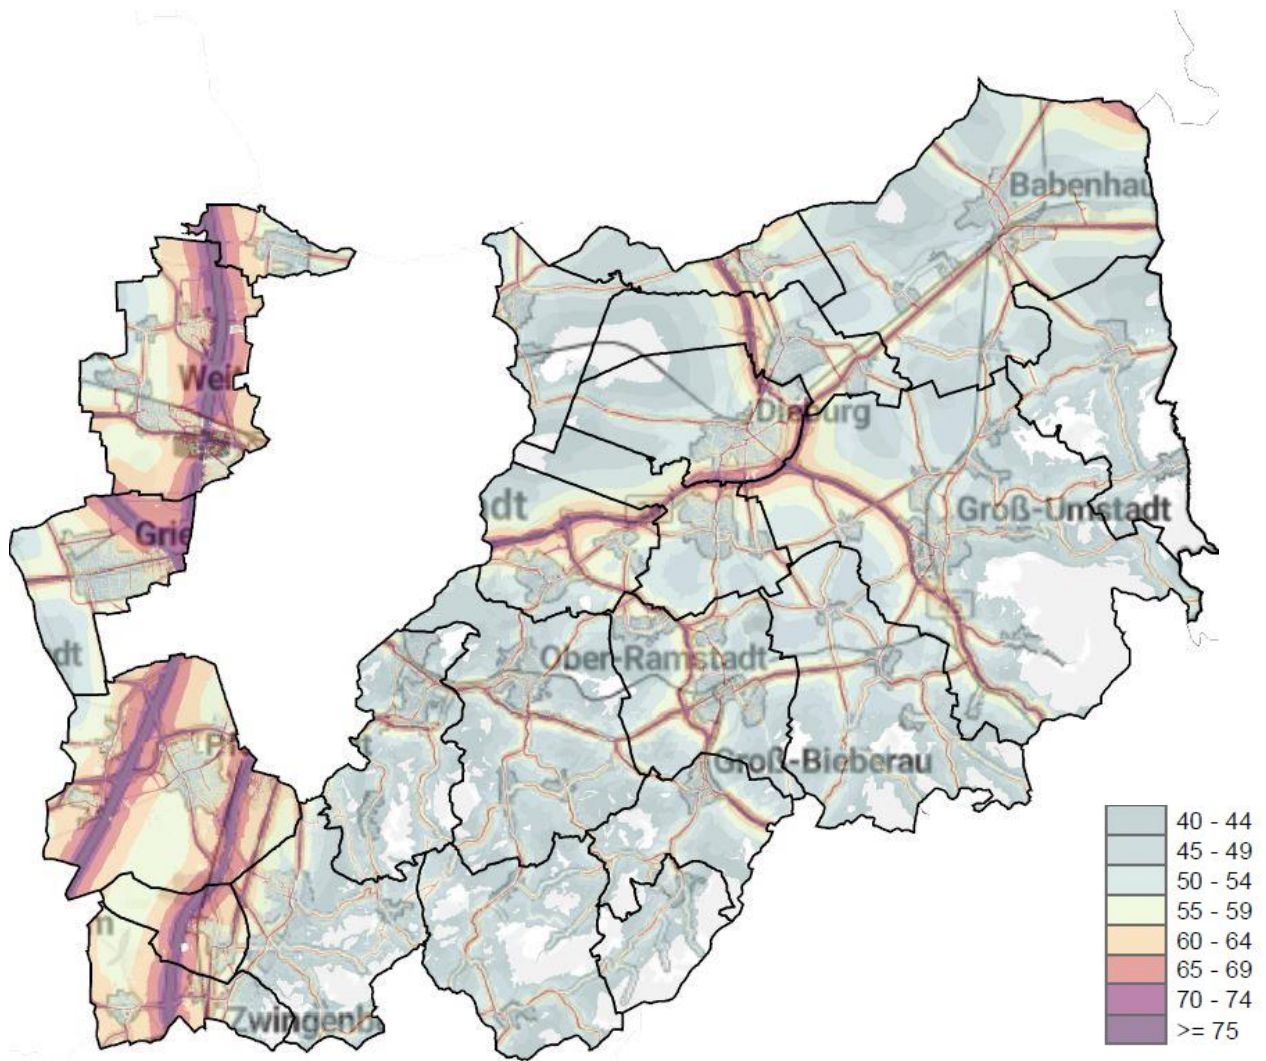 Babenhau
Wei
Dieburg
dt
Groß-Umstadt
Grie
Ober-Ramstadt
dt
Pf
t
Groß-Bieberau
n
Zwingenb
40 - 44
45 - 49
50 - 54
55 - 59
60 - 64
65 - 69
70 - 74
>= 75